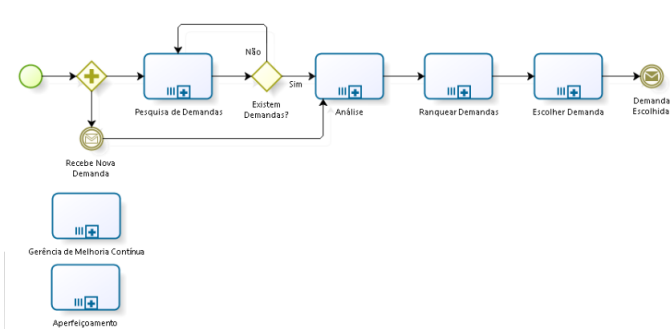 Não
Sim
Pesquisa de Demandas
Existem
Demandas?
Análise
Ranquear Demandas
Escolher Demanda
Demanda
Escolhida
Recebe Nova
Demanda
Gerência de Melhoria Contínua
Aperfeiçoamento